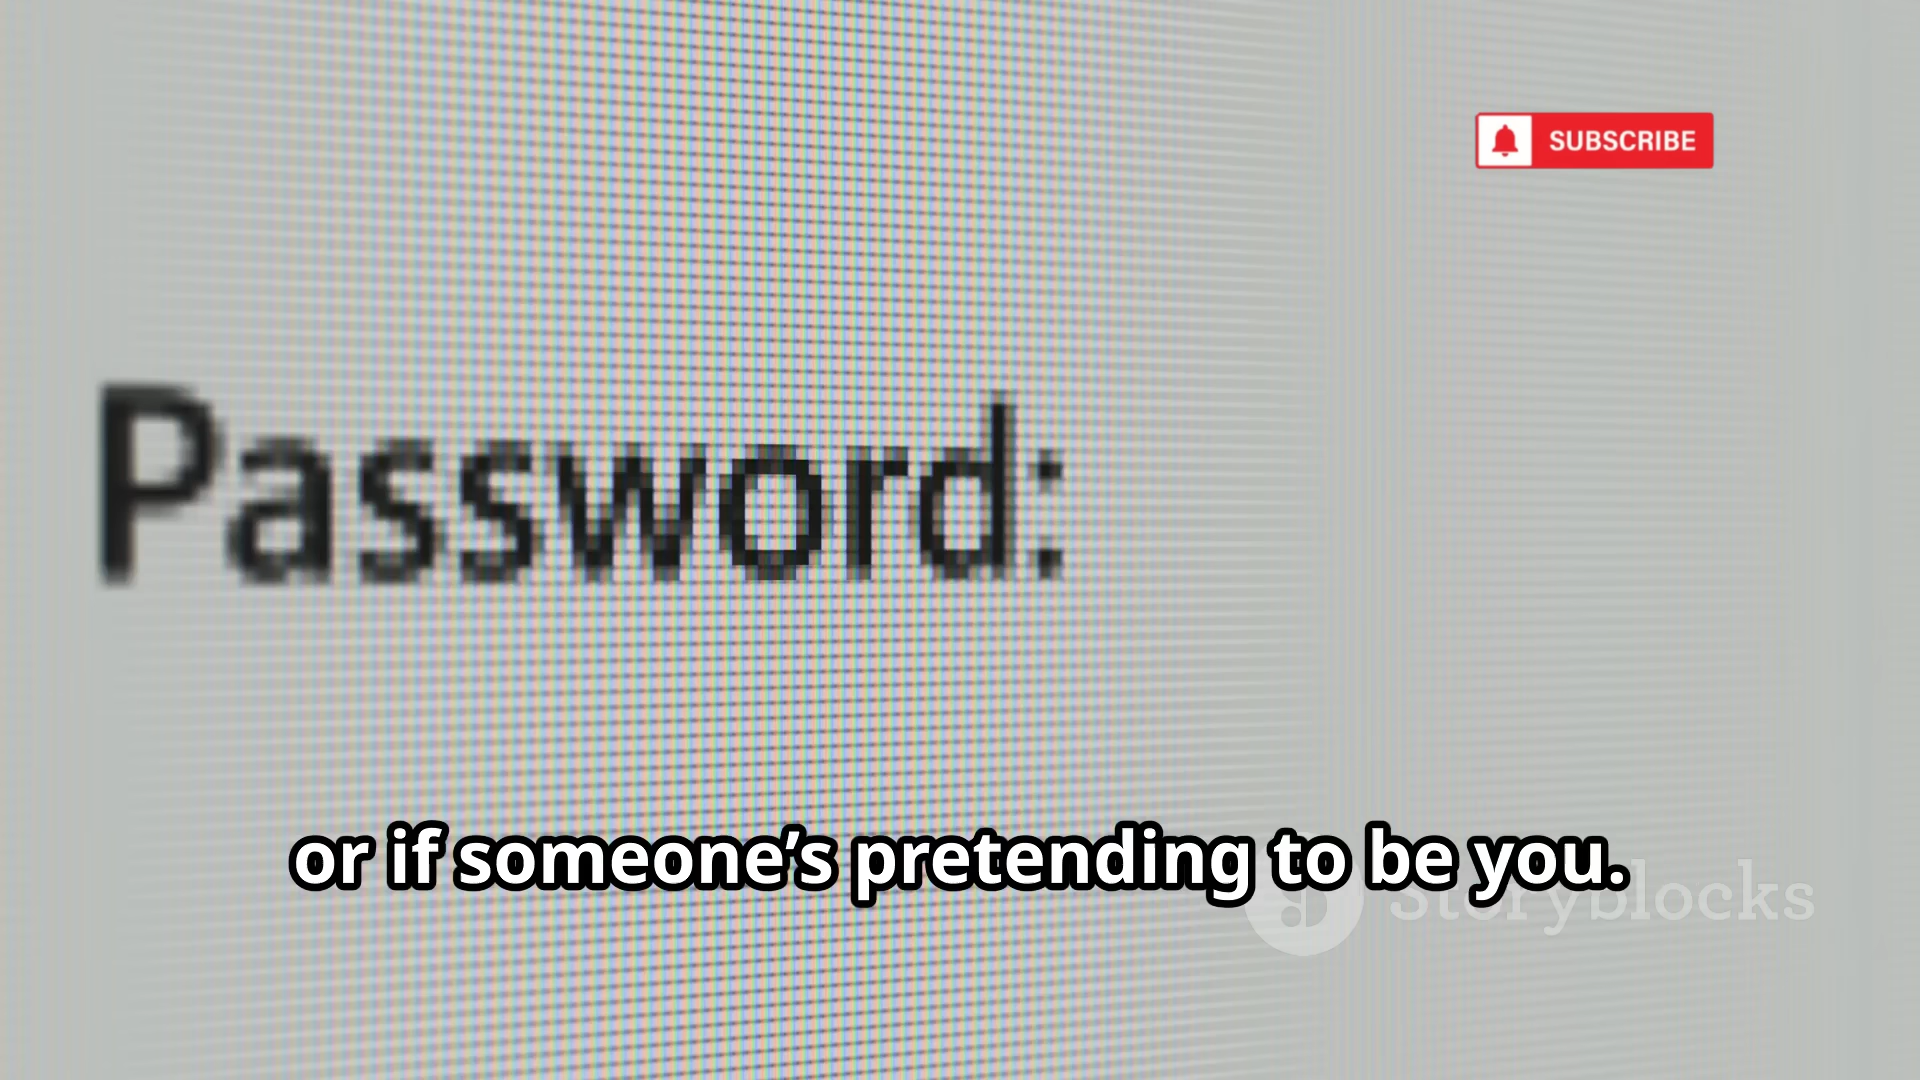 SUBSCRIBE
Password:
or if someone’s pretending to be you.
Storyblocks